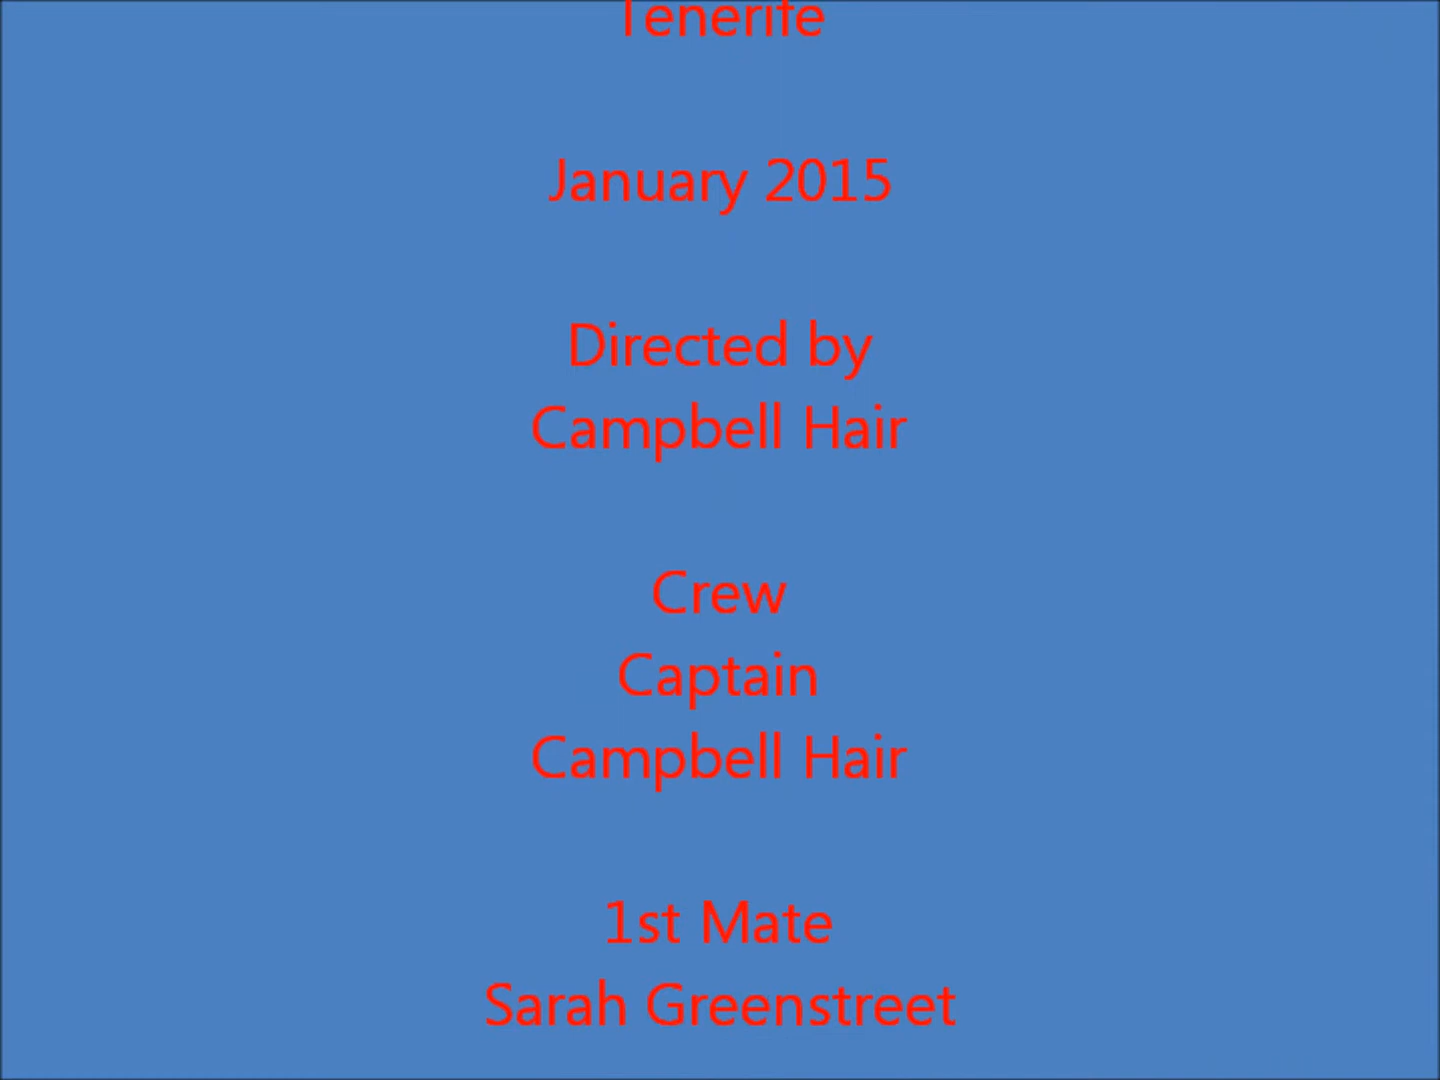 Tenerife
January 2015
Directed by
Campbell Hair
Crew
Captain
Campbell Hair
1st Mate
Sarah Greenstreet